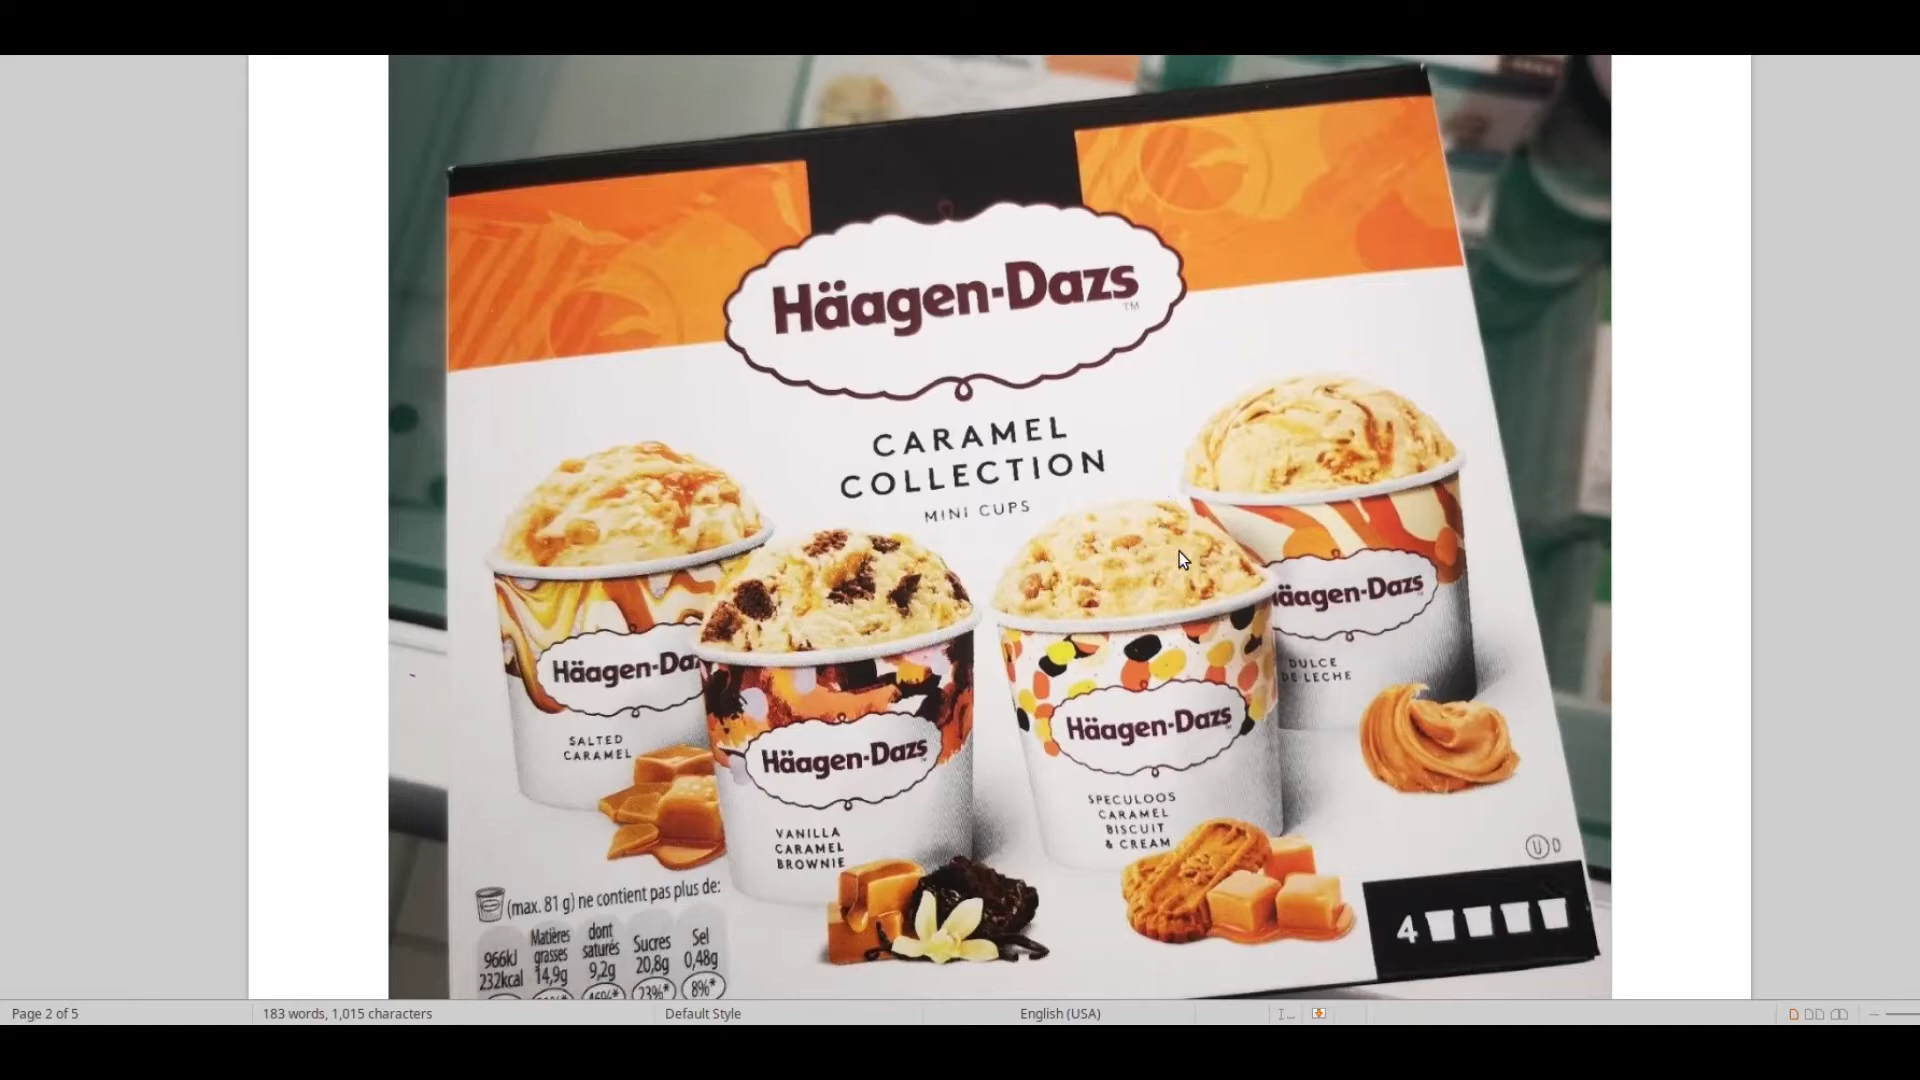 Häagen-Dazs
TM
CARAMEL
COLLECTION
MINI CUPS
Häagen-Da
SALTED
CARAMEL
Häagen-Dazs
VANILLA
CARAMEL
BROWNIE
Häagen-Dazs
SPECULOOS
CARAMEL
BISCUIT
& CREAM
äagen-Dazs
DULCE
DE LECHE
U D
4
(max. 81 g) ne contient pas plus de:
966kJ
232kcal
Matières
grasses
14,9g
dont
saturés
9,2g
Sucres
20,8g
23%*
Sel
0,48g
8%*
Page 2 of 5
183 words, 1,015 characters
Default Style
English (USA)